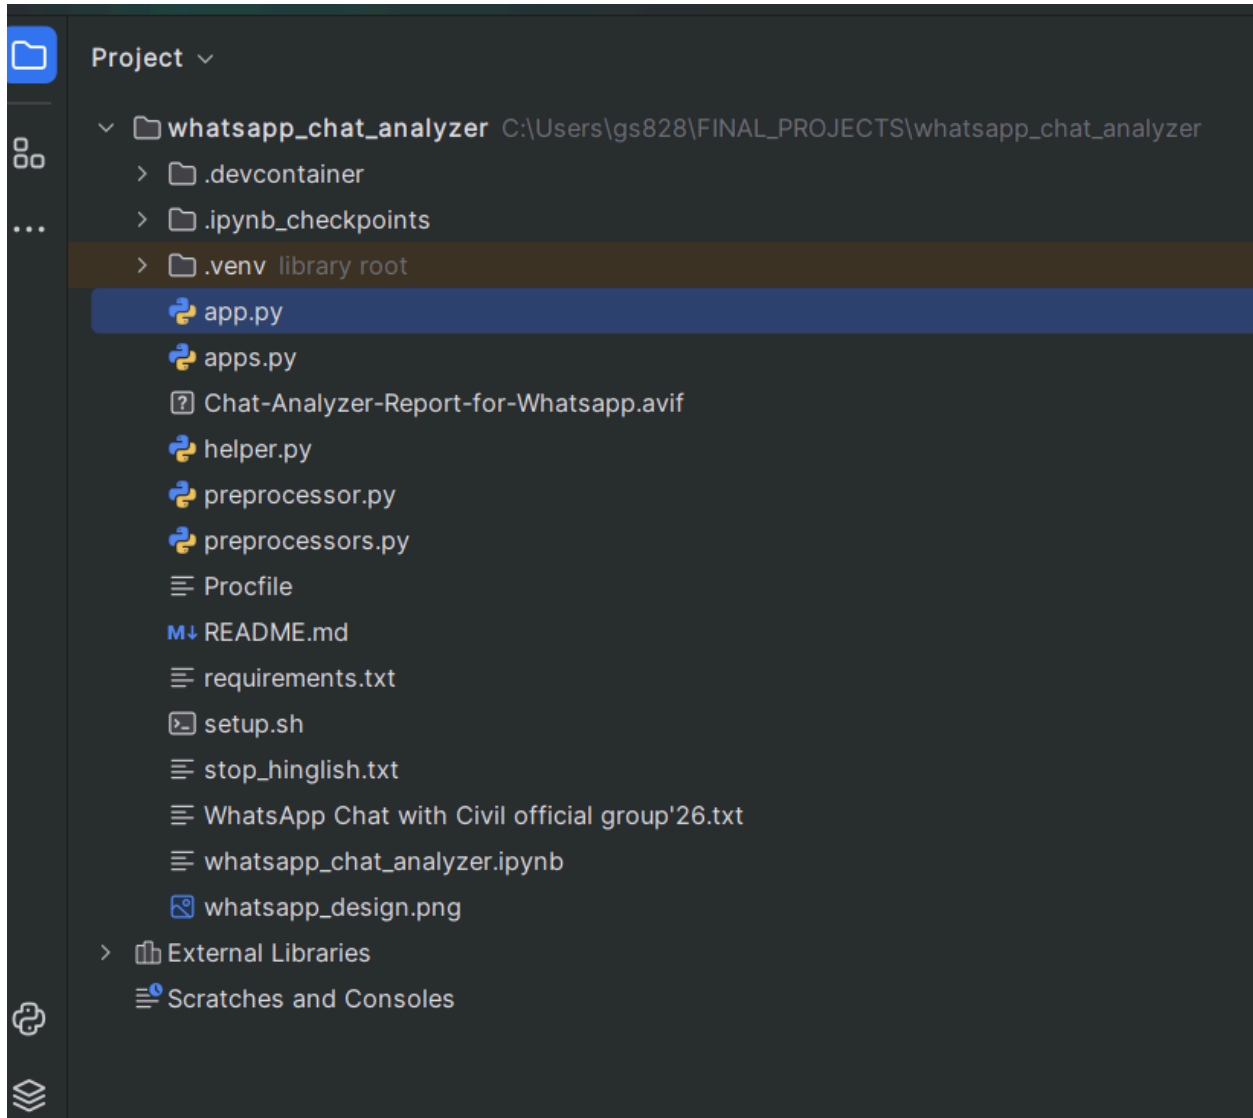 Project
whatsapp_chat_analyzer C:\Users\gs828\FINAL_PROJECTS\whatsapp_chat_analyzer
.devcontainer
.ipynb_checkpoints
.venv library root
app.py
apps.py
Chat-Analyzer-Report-for-Whatsapp.avif
helper.py
preprocessor.py
preprocessors.py
Procfile
README.md
requirements.txt
setup.sh
stop_hinglish.txt
WhatsApp Chat with Civil official group'26.txt
whatsapp_chat_analyzer.ipynb
whatsapp_design.png
External Libraries
Scratches and Consoles